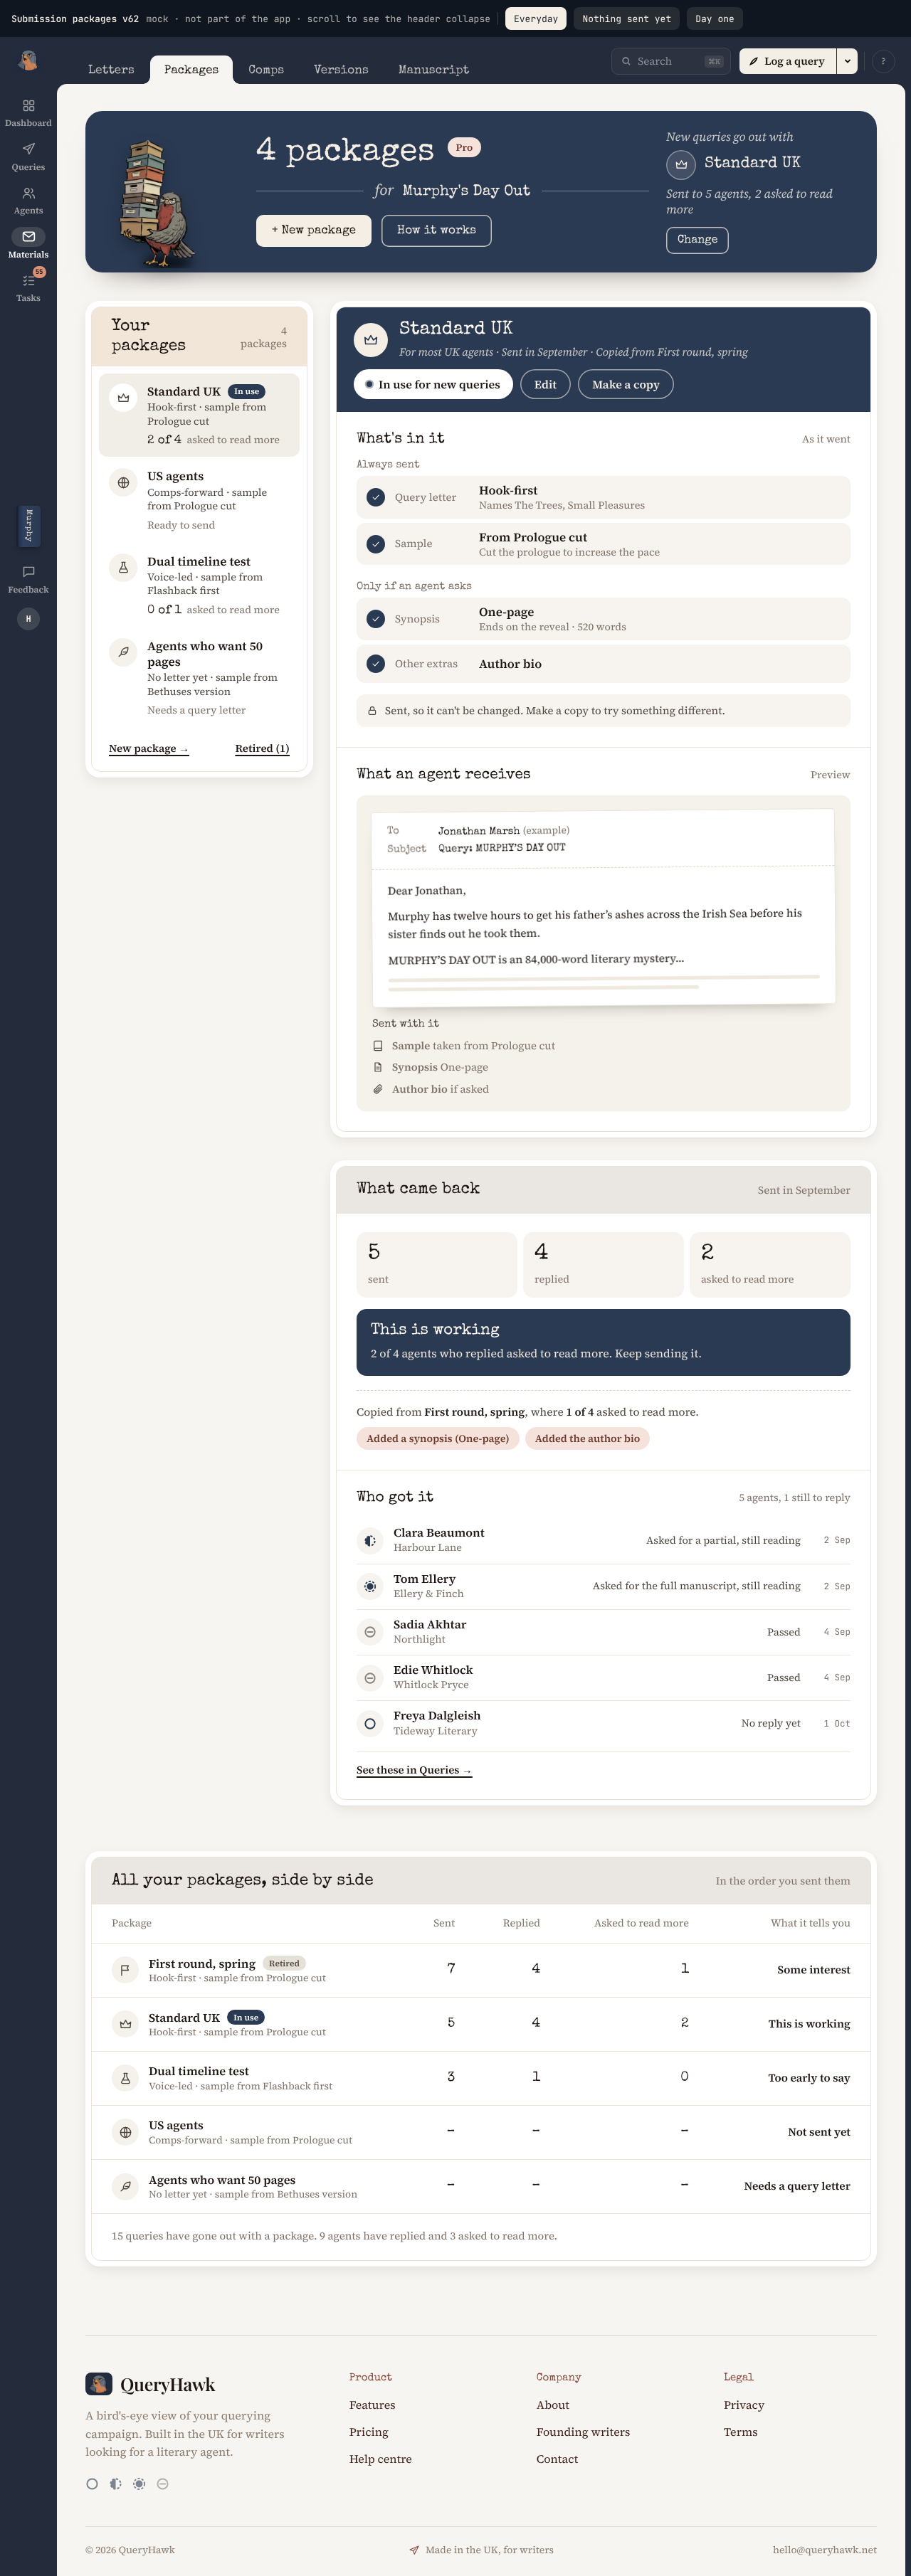 Submission packages v62 mock · not part of the app · scroll to see the header collapse
Everyday
Nothing sent yet
Day one
Letters
Packages
Comps
Versions
Manuscript
Search
⌘K
Log a query
?
Dashboard
Queries
Agents
Materials
55
Tasks
Murphy
Feedback
H
4 packages
Pro
for Murphy's Day Out
+ New package
How it works
New queries go out with
Standard UK
Sent to 5 agents, 2 asked to read
more
Change
Your
packages
4
packages
Standard UK
In use
Hook-first · sample from
Prologue cut
2 of 4 asked to read more
US agents
Comps-forward · sample
from Prologue cut
Ready to send
Dual timeline test
Voice-led · sample from
Flashback first
0 of 1 asked to read more
Agents who want 50
pages
No letter yet · sample from
Bethuses version
Needs a query letter
New package →
Retired (1)
Standard UK
For most UK agents · Sent in September · Copied from First round, spring
In use for new queries
Edit
Make a copy
What's in it
As it went
Always sent
Query letter
Hook-first
Names The Trees, Small Pleasures
Sample
From Prologue cut
Cut the prologue to increase the pace
Only if an agent asks
Synopsis
One-page
Ends on the reveal · 520 words
Other extras
Author bio
Sent, so it can't be changed. Make a copy to try something different.
What an agent receives
Preview
To
Jonathan Marsh (example)
Subject
Query: MURPHY'S DAY OUT
Dear Jonathan,
Murphy has twelve hours to get his father's ashes across the Irish Sea before his
sister finds out he took them.
MURPHY'S DAY OUT is an 84,000-word literary mystery...
Sent with it
Sample taken from Prologue cut
Synopsis One-page
Author bio if asked
What came back
Sent in September
5
sent
4
replied
2
asked to read more
This is working
2 of 4 agents who replied asked to read more. Keep sending it.
Copied from First round, spring, where 1 of 4 asked to read more.
Added a synopsis (One-page)
Added the author bio
Who got it
5 agents, 1 still to reply
Clara Beaumont
Harbour Lane
Asked for a partial, still reading
2 Sep
Tom Ellery
Ellery & Finch
Asked for the full manuscript, still reading
2 Sep
Sadia Akhtar
Northlight
Passed
4 Sep
Edie Whitlock
Whitlock Pryce
Passed
4 Sep
Freya Dalgleish
Tideway Literary
No reply yet
1 Oct
See these in Queries →
All your packages, side by side
In the order you sent them
Package
Sent
Replied
Asked to read more
What it tells you
First round, spring
Retired
Hook-first · sample from Prologue cut
7
4
1
Some interest
Standard UK
In use
Hook-first · sample from Prologue cut
5
4
2
This is working
Dual timeline test
Voice-led · sample from Flashback first
3
1
0
Too early to say
US agents
Comps-forward · sample from Prologue cut
–
–
–
Not sent yet
Agents who want 50 pages
No letter yet · sample from Bethuses version
–
–
–
Needs a query letter
15 queries have gone out with a package. 9 agents have replied and 3 asked to read more.
QueryHawk
A bird's-eye view of your querying
campaign. Built in the UK for writers
looking for a literary agent.
Product
Features
Pricing
Help centre
Company
About
Founding writers
Contact
Legal
Privacy
Terms
© 2026 QueryHawk
Made in the UK, for writers
hello@queryhawk.net